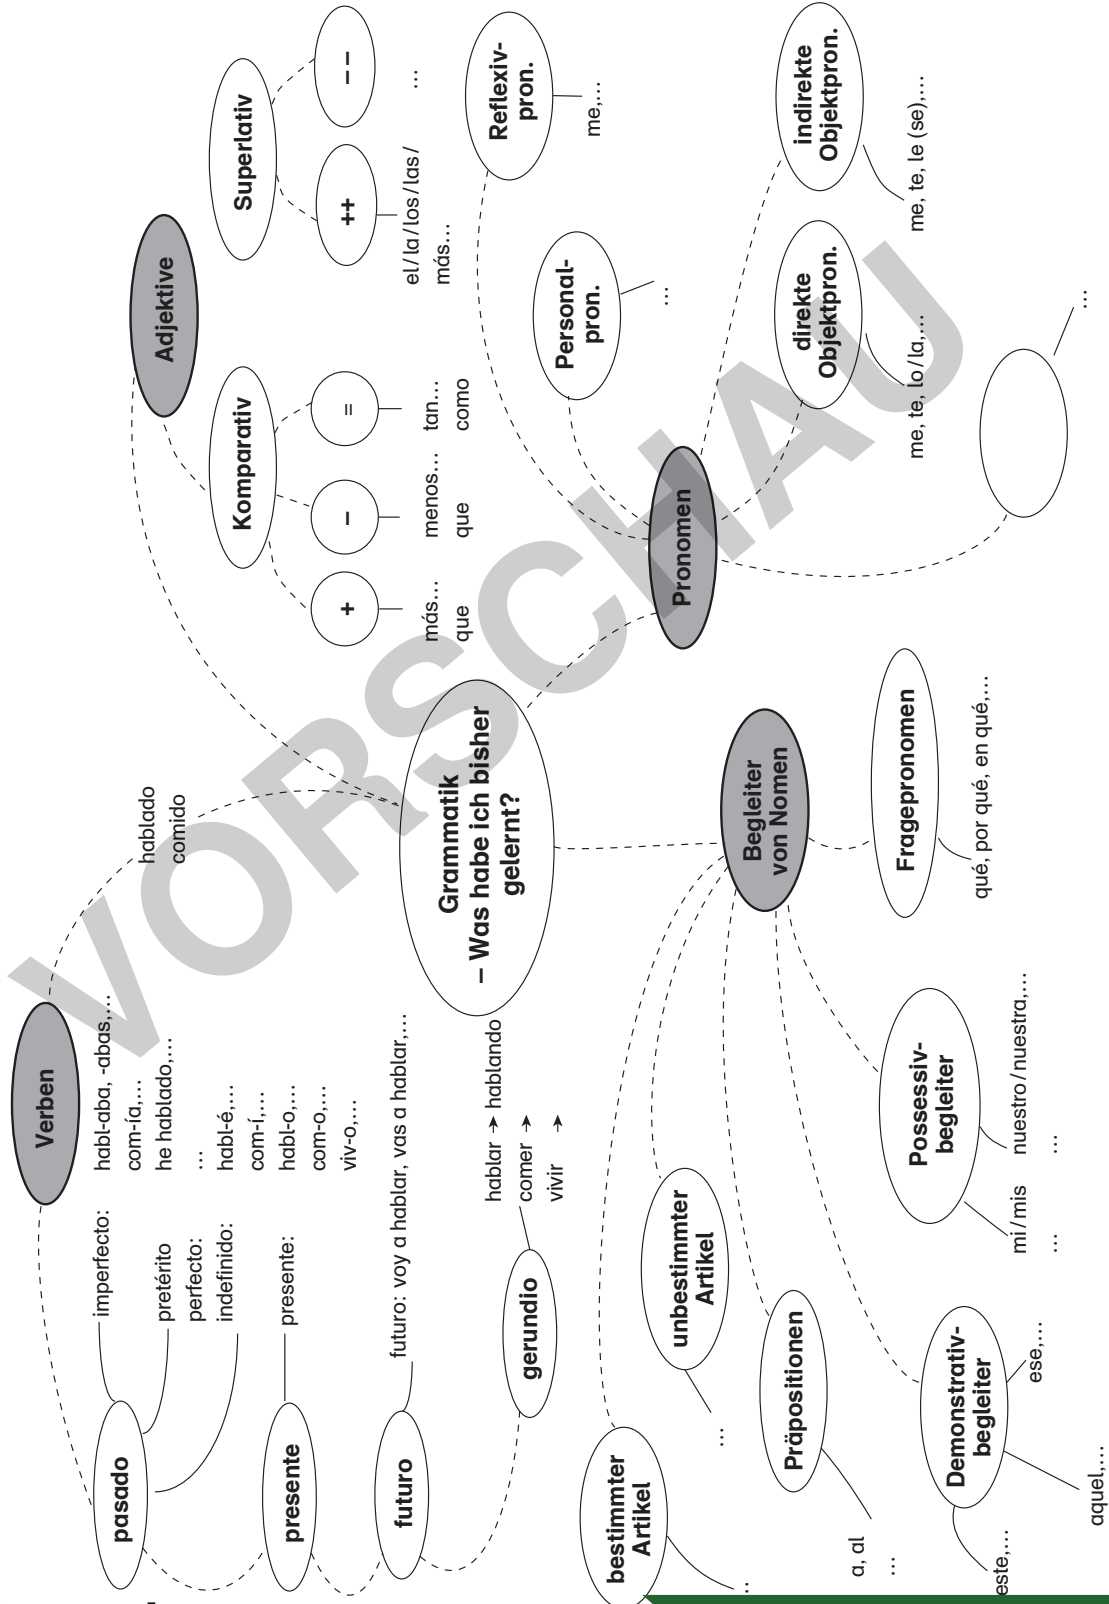 Verben
hablado
comido
pasado
imperfecto:
habl-aba, -abas,…
com-ía,…
pretérito
perfecto:
he hablado,…
…
indefinido:
habl-é,…
com-í,…
presente
presente:
habl-o,…
com-o,…
viv-o,…
futuro
futuro: voy a hablar, vas a hablar,…
gerundio
hablar ➔ hablando
comer ➔
vivir ➔
Adjektive
Komparativ
+
más…
que
–
menos…
que
=
tan…
como
Superlativ
++
el/la/los/las/
más…
– –
…
Grammatik
– Was habe ich bisher
gelernt?
Pronomen
Reflexiv-
pron.
me,…
Personal-
pron.
…
direkte
Objektpron.
me, te, lo/la,…
indirekte
Objektpron.
me, te, le (se),…
…
Begleiter
von Nomen
bestimmter
Artikel
..
unbestimmter
Artikel
…
Präpositionen
a, al
…
Demonstrativ-
begleiter
este,…
aquel,…
ese,…
Possessiv-
begleiter
mi/mis
…
nuestro/nuestra,…
…
Fragepronomen
qué, por qué, en qué,…
VORSCHAU